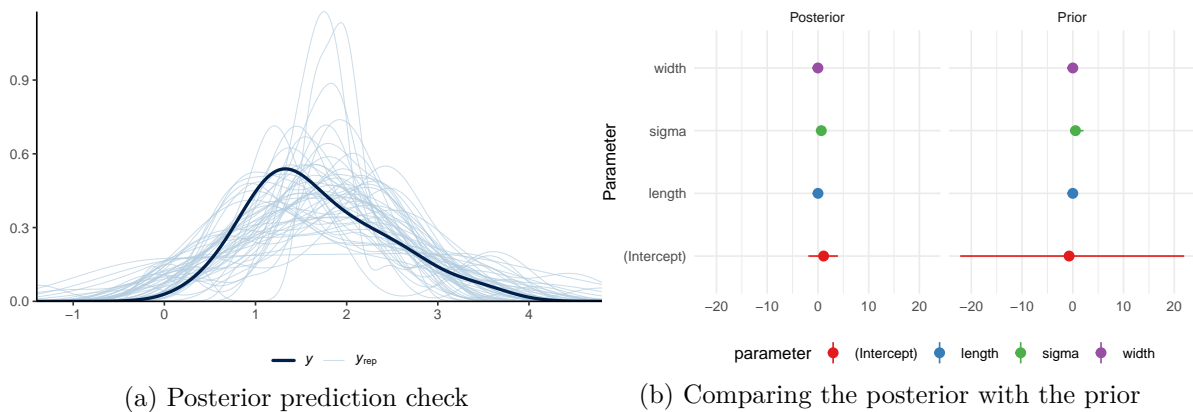 0.0
0.3
0.6
0.9
−1 0 1 2 3 4
y yrep
(a) Posterior prediction check
Posterior Prior
Parameter
width
sigma
length
(Intercept)
−20 −10 0 10 20 −20 −10 0 10 20
parameter (Intercept) length sigma width
(b) Comparing the posterior with the prior